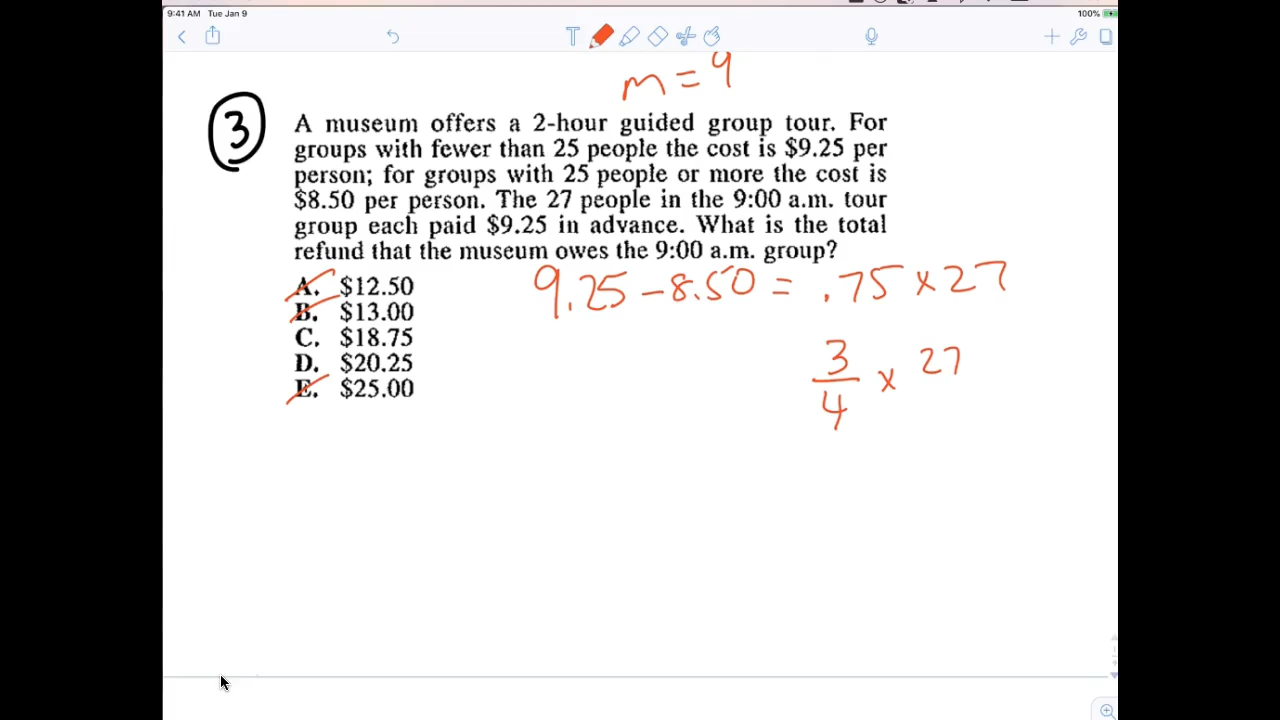 9:41 AM Tue Jan 9
100%
T
m = 9
3
A museum offers a 2-hour guided group tour. For
groups with fewer than 25 people the cost is $9.25 per
person; for groups with 25 people or more the cost is
$8.50 per person. The 27 people in the 9:00 a.m. tour
group each paid $9.25 in advance. What is the total
refund that the museum owes the 9:00 a.m. group?
9.25 - 8.50 = .75 x 27
A. $12.50
B. $13.00
C. $18.75
D. $20.25
E. $25.00
3/4 x 27